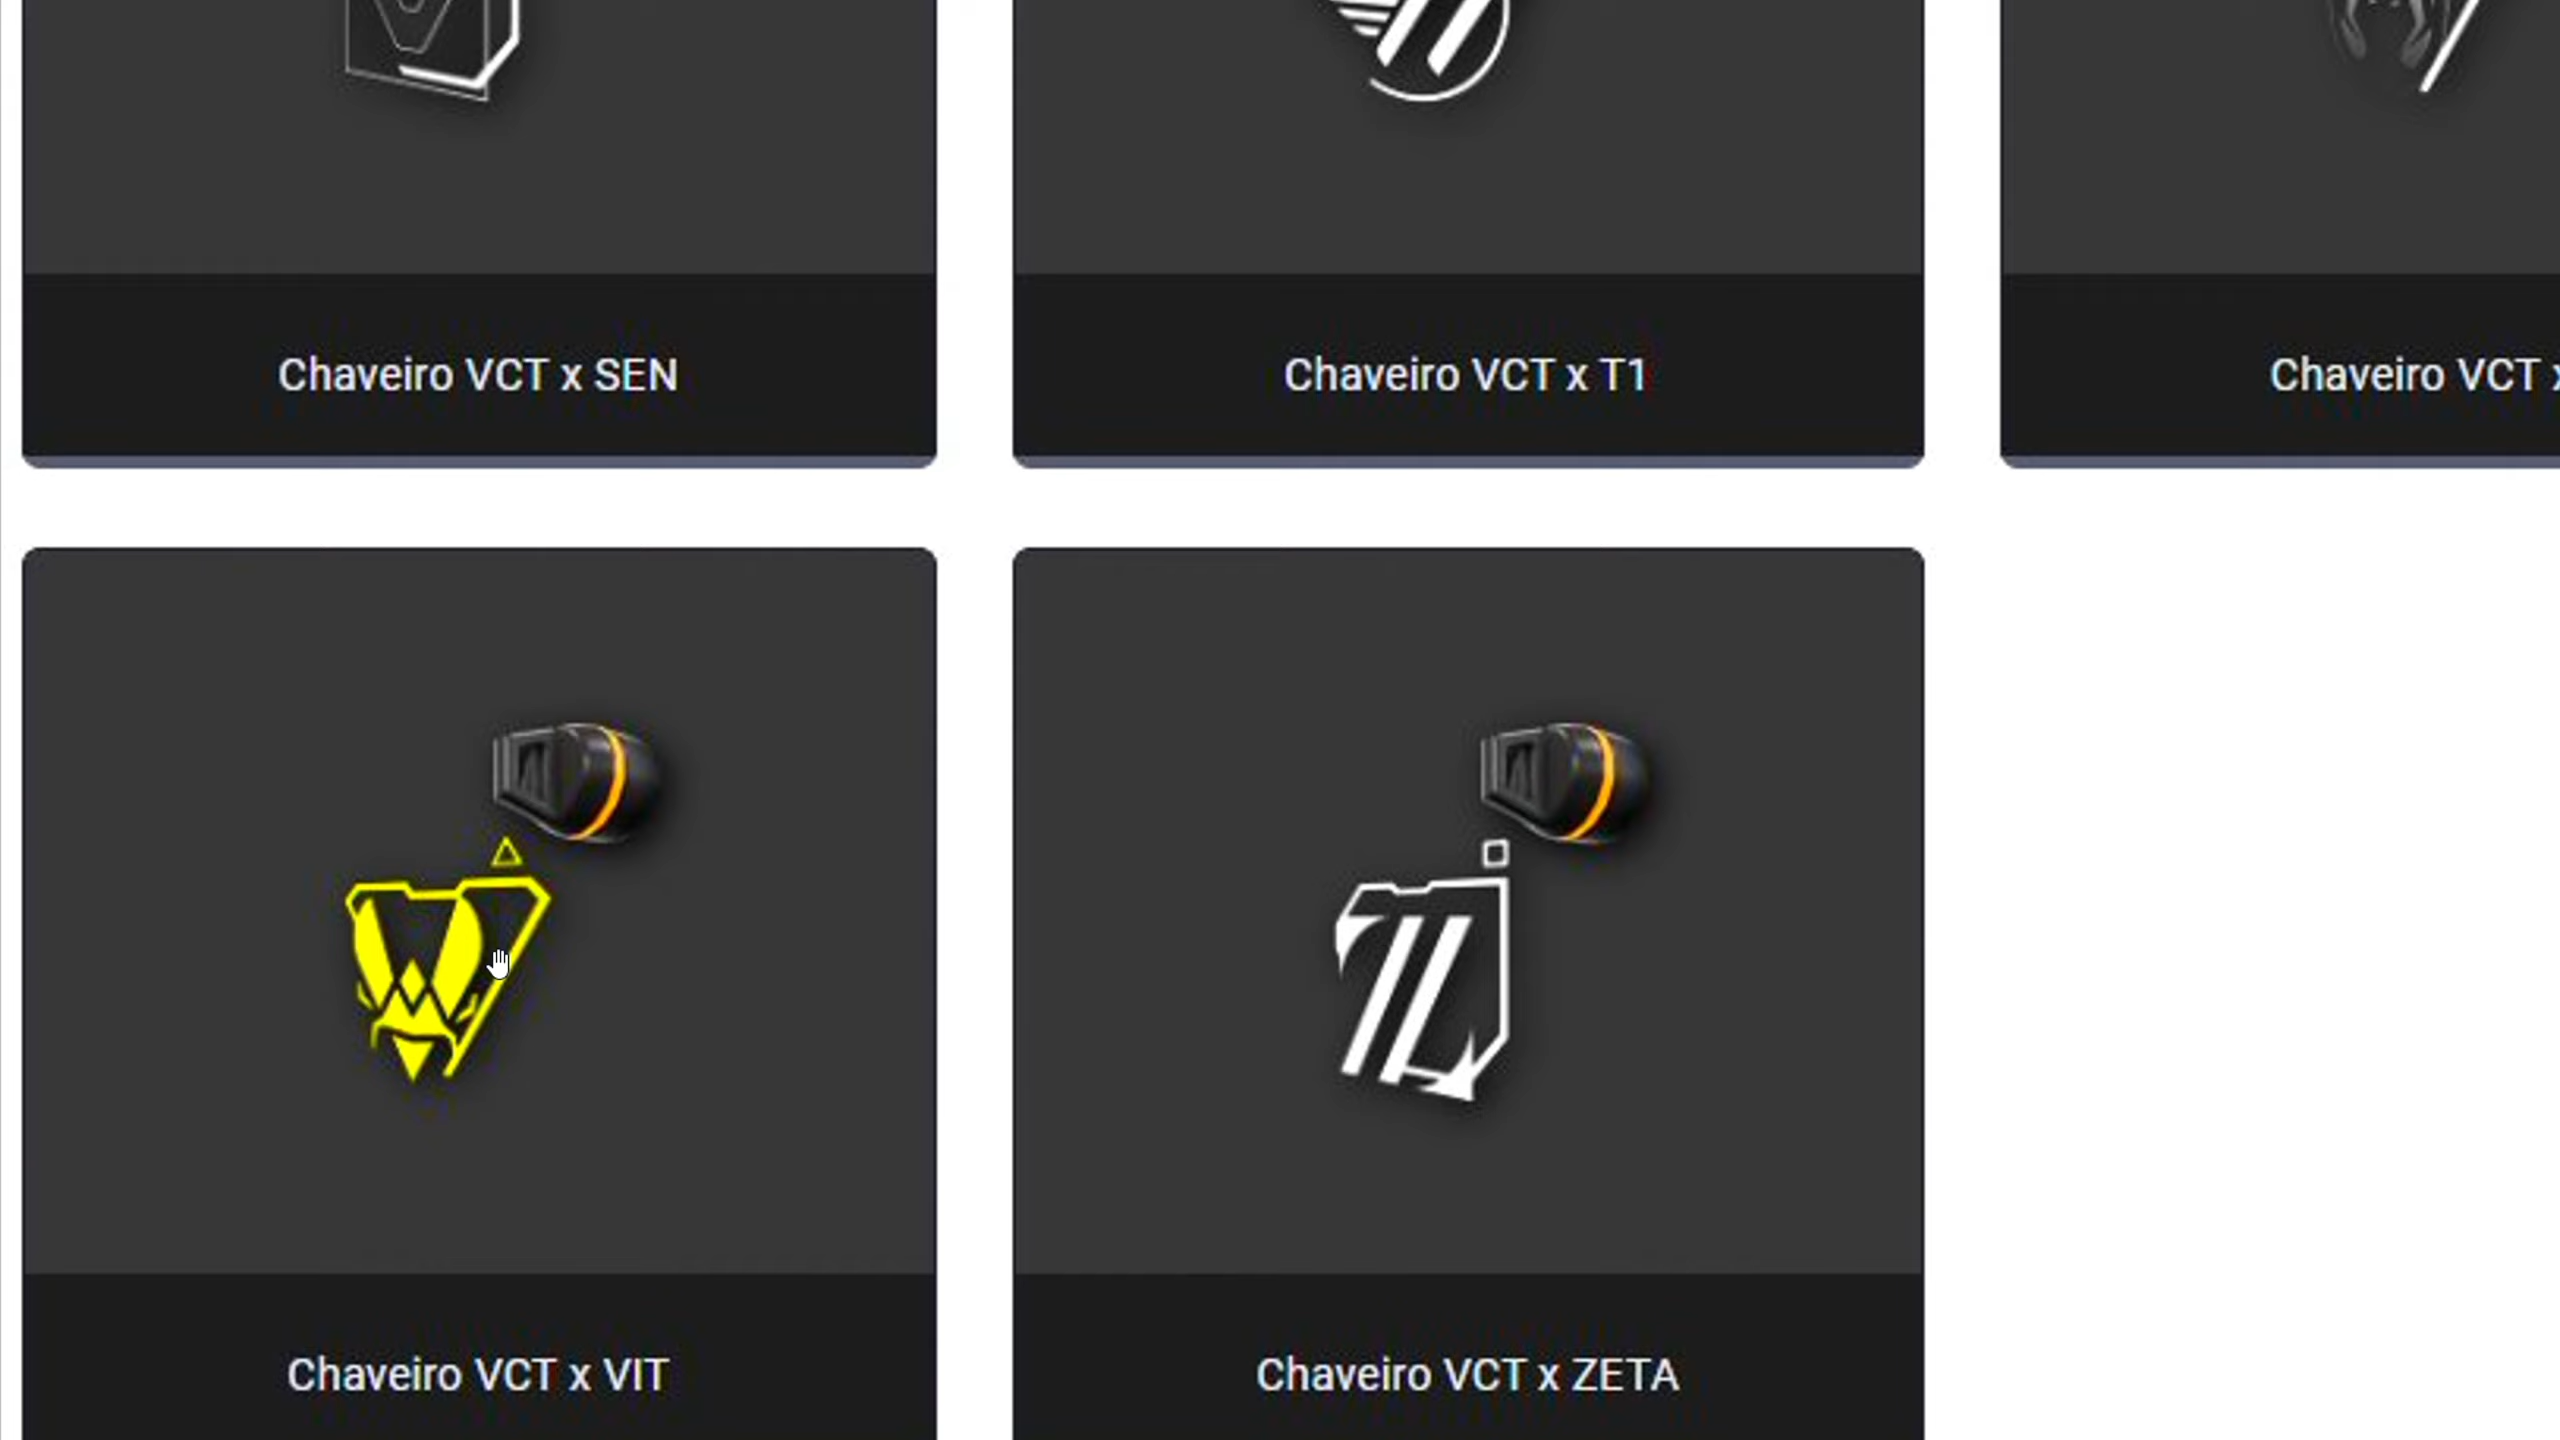 Chaveiro VCT x SEN
Chaveiro VCT x T1
Chaveiro VCT x
Chaveiro VCT x VIT
Chaveiro VCT x ZETA